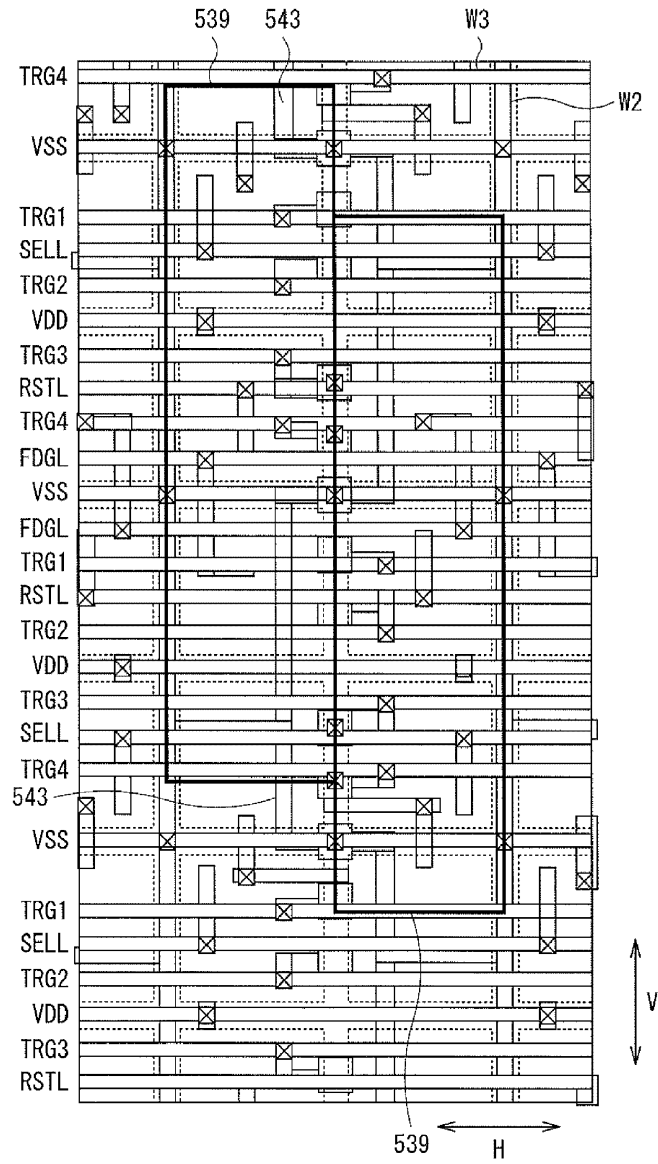 539
543
W3
TRG4
W2
VSS
TRG1
SELL
TRG2
VDD
TRG3
RSTL
TRG4
FDGL
VSS
FDGL
TRG1
RSTL
TRG2
VDD
TRG3
SELL
TRG4
543
VSS
TRG1
SELL
TRG2
VDD
V
TRG3
RSTL
539
H